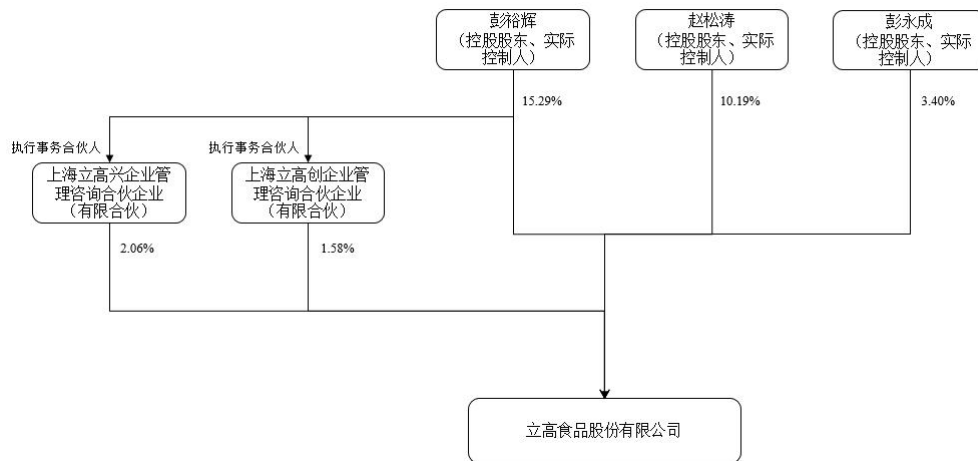 彭裕辉
（控股股东、实际
控制人）
赵松涛
（控股股东、实际
控制人）
彭永成
（控股股东、实际
控制人）
15.29%
10.19%
3.40%
执行事务合伙人
执行事务合伙人
上海立高兴企业管
理咨询合伙企业
（有限合伙）
上海立高创企业管
理咨询合伙企业
（有限合伙）
2.06%
1.58%
立高食品股份有限公司